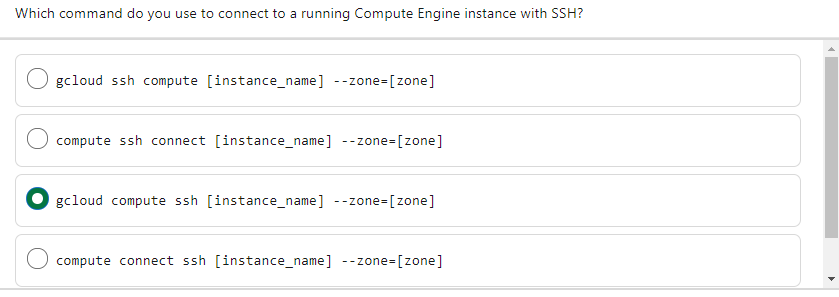 Which command do you use to connect to a running Compute Engine instance with SSH?
gcloud ssh compute [instance_name] --zone=[zone]
compute ssh connect [instance_name] --zone=[zone]
gcloud compute ssh [instance_name] --zone=[zone]
compute connect ssh [instance_name] --zone=[zone]